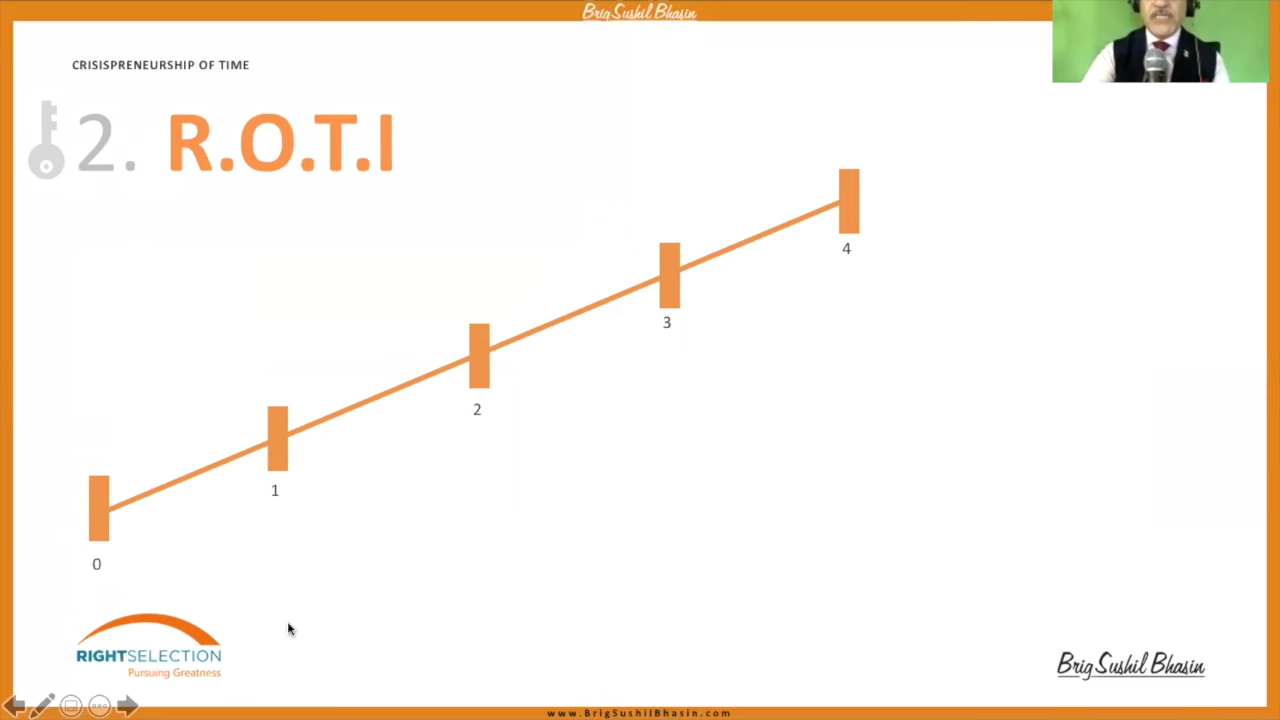 Brig Sushil Bhasin
CRISISPRENEURSHIP OF TIME
2. R.O.T.I
4
3
2
1
0
RIGHTSELECTION
Pursuing Greatness
Brig Sushil Bhasin
www.BrigSushilBhasin.com